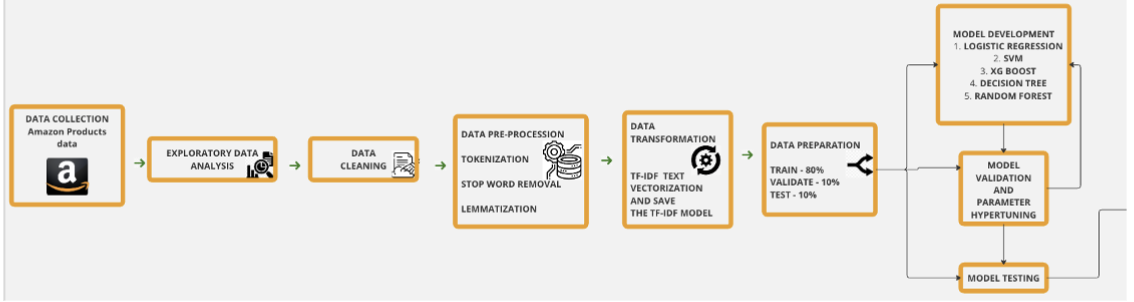 DATA COLLECTION
Amazon Products
data
a
EXPLORATORY DATA
ANALYSIS
DATA
CLEANING
DATA PRE-PROCESSION
TOKENIZATION
STOP WORD REMOVAL
LEMMATIZATION
DATA
TRANSFORMATION
TF-IDF TEXT
VECTORIZATION
AND SAVE
THE TF-IDF MODEL
DATA PREPARATION
TRAIN - 80%
VALIDATE - 10%
TEST - 10%
MODEL DEVELOPMENT
1. LOGISTIC REGRESSION
2. SVM
3. XG BOOST
4. DECISION TREE
5. RANDOM FOREST
MODEL
VALIDATION
AND
PARAMETER
HYPERTUNING
MODEL TESTING